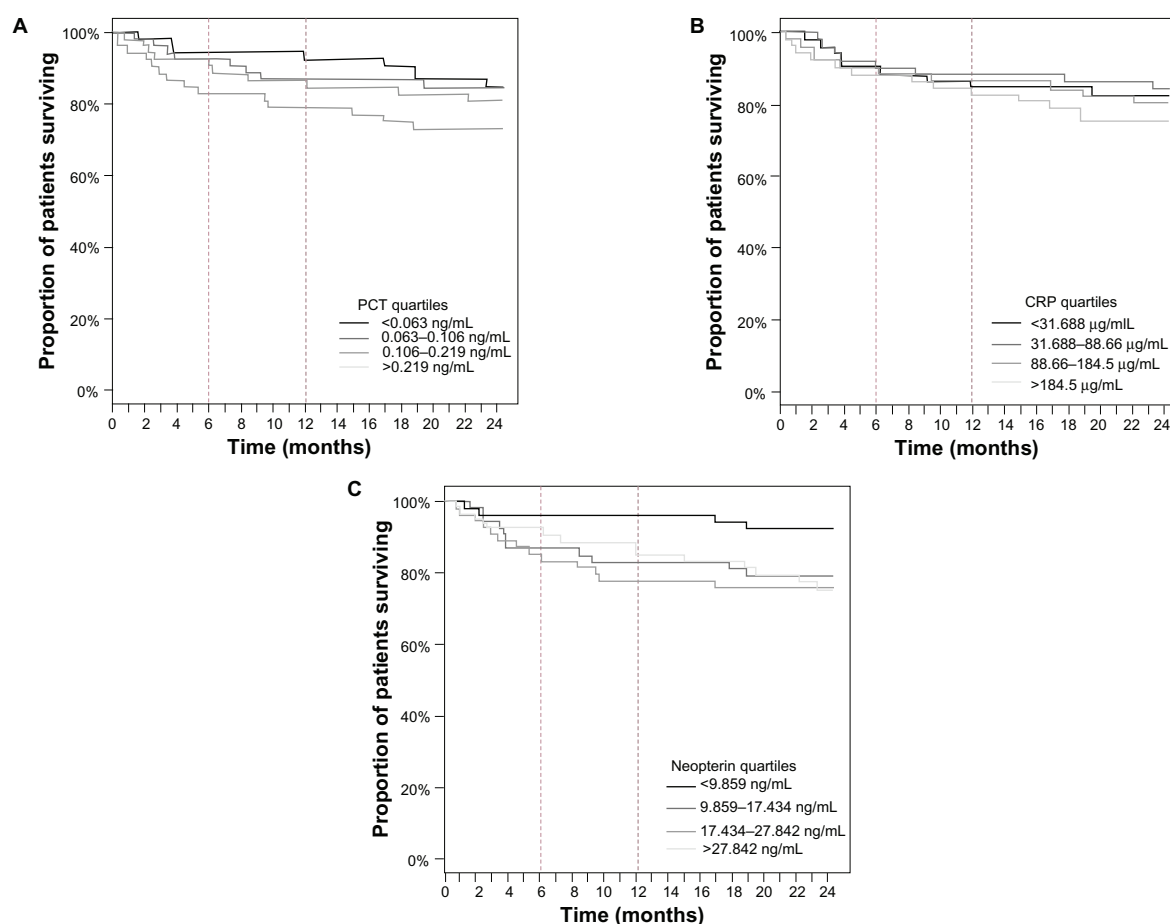 A
Proportion of patients surviving
100%
80%
60%
40%
20%
0%
PCT quartiles
<0.063 ng/mL
0.063–0.106 ng/mL
0.106–0.219 ng/mL
>0.219 ng/mL
0 2 4 6 8 10 12 14 16 18 20 22 24
Time (months)
B
Proportion of patients surviving
100%
80%
60%
40%
20%
0%
CRP quartiles
<31.688 µg/mlL
31.688–88.66 µg/mL
88.66–184.5 µg/mL
>184.5 µg/mL
0 2 4 6 8 10 12 14 16 18 20 22 24
Time (months)
C
Proportion of patients surviving
100%
80%
60%
40%
20%
0%
Neopterin quartiles
<9.859 ng/mL
9.859–17.434 ng/mL
17.434–27.842 ng/mL
>27.842 ng/mL
0 2 4 6 8 10 12 14 16 18 20 22 24
Time (months)